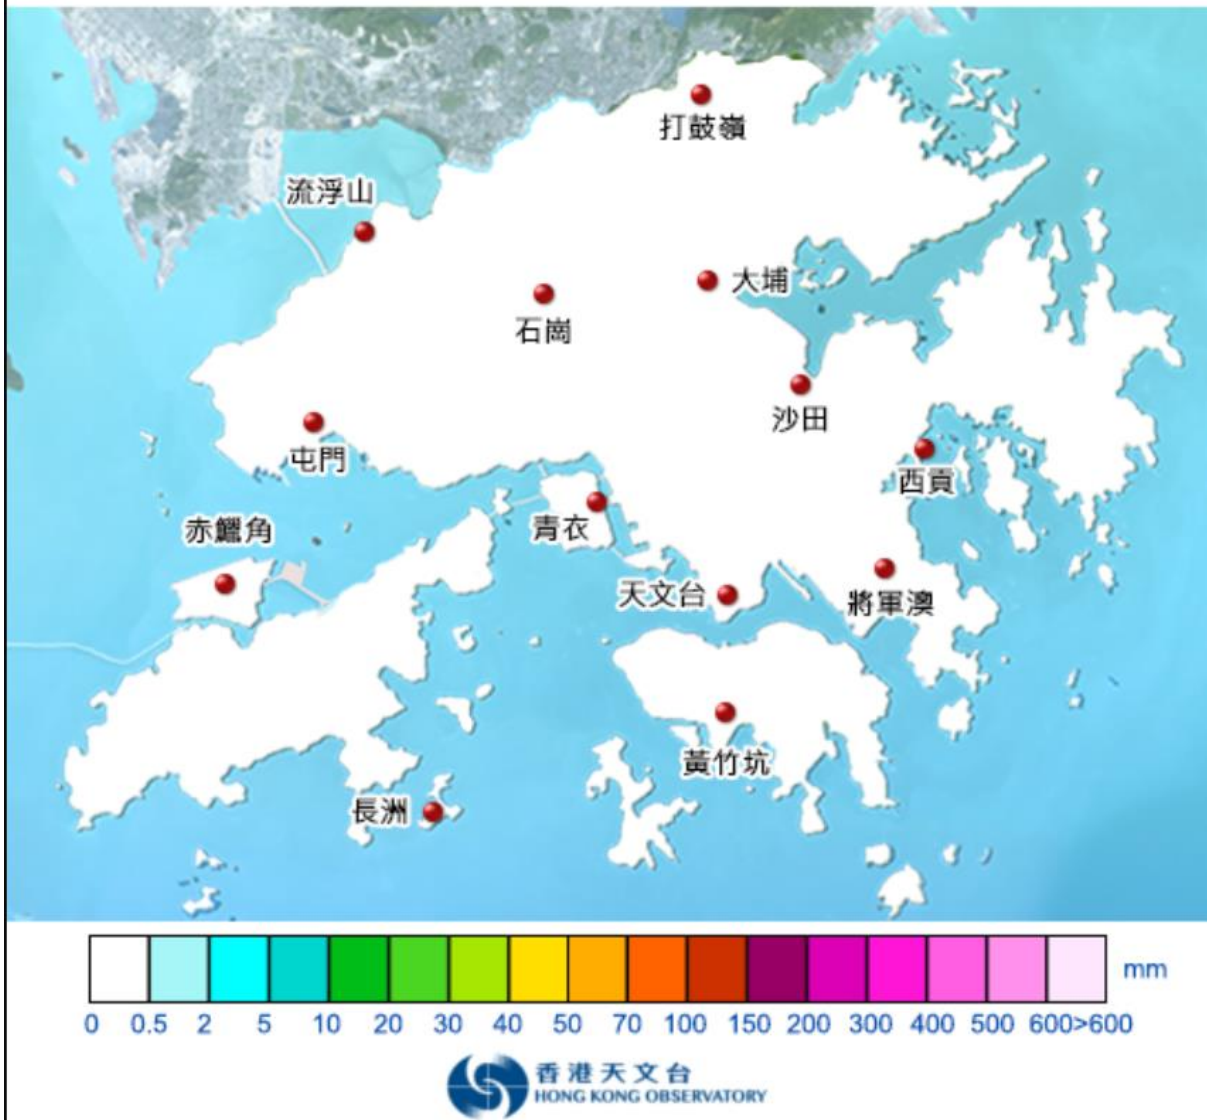 打鼓嶺
流浮山
大埔
石崗
沙田
屯門
西貢
青衣
赤鱲角
天文台
將軍澳
黃竹坑
長洲
mm
0 0.5 2 5 10 20 30 40 50 70 100 150 200 300 400 500 600>600
香港天文台
HONG KONG OBSERVATORY